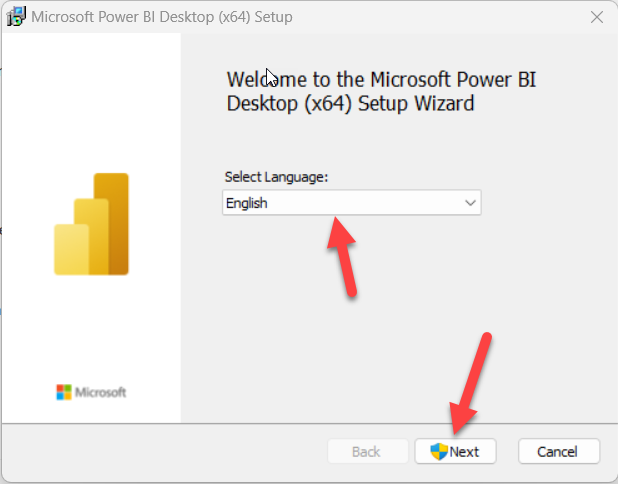 Microsoft Power BI Desktop (x64) Setup
Welcome to the Microsoft Power BI
Desktop (x64) Setup Wizard
Select Language:
English
Microsoft
Back
Next
Cancel